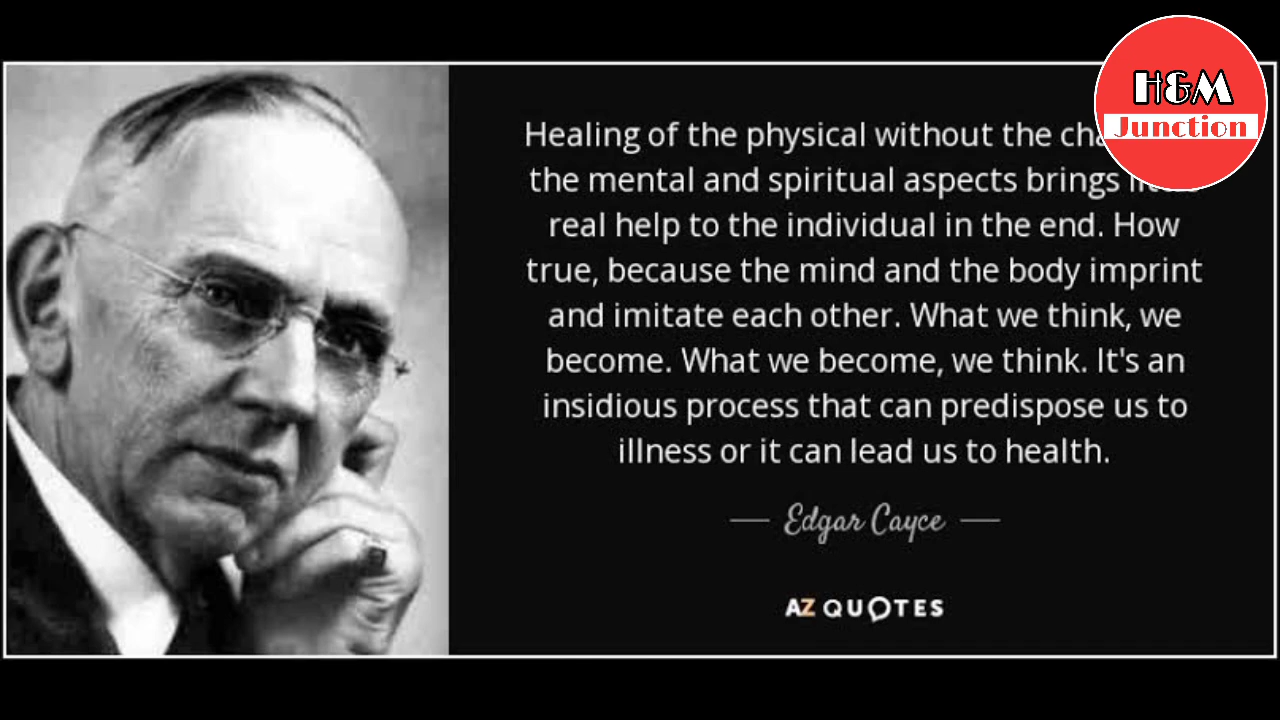 H&M
Junction
Healing of the physical without the
the mental and spiritual aspects brings
real help to the individual in the end. How
true, because the mind and the body imprint
and imitate each other. What we think, we
become. What we become, we think. It's an
insidious process that can predispose us to
illness or it can lead us to health.
Edgar Cayce
AZ QUOTES